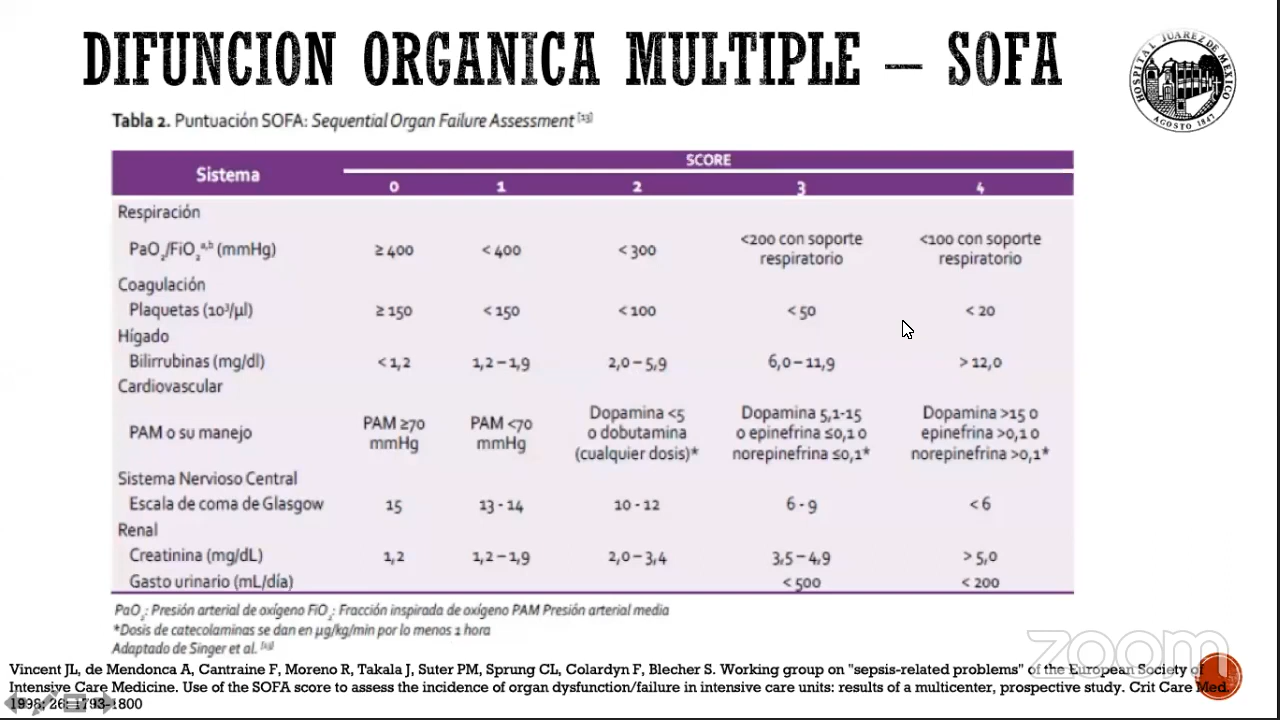 DIFUNCION ORGANICA MULTIPLE – SOFA
HOSPITAL JUAREZ DE MEXICO
AGOSTO 1847
Tabla 2. Puntuación SOFA: Sequential Organ Failure Assessment [13]
Sistema
SCORE
0 1 2 3 4
Respiración
PaO₂/FiO₂ᵃ,ᵇ (mmHg) ≥ 400 < 400 < 300 <200 con soporte respiratorio <100 con soporte respiratorio
Coagulación
Plaquetas (10³/µl) ≥ 150 < 150 < 100 < 50 < 20
Hígado
Bilirrubinas (mg/dl) < 1,2 1,2 – 1,9 2,0 – 5,9 6,0 – 11,9 > 12,0
Cardiovascular
PAM o su manejo PAM ≥70 mmHg PAM <70 mmHg Dopamina <5 o dobutamina (cualquier dosis)* Dopamina 5,1-15 o epinefrina ≤0,1 o norepinefrina ≤0,1* Dopamina >15 o epinefrina >0,1 o norepinefrina >0,1*
Sistema Nervioso Central
Escala de coma de Glasgow 15 13 - 14 10 - 12 6 - 9 < 6
Renal
Creatinina (mg/dL) 1,2 1,2 – 1,9 2,0 – 3,4 3,5 – 4,9 > 5,0
Gasto urinario (mL/día) < 500 < 200
PaO₂: Presión arterial de oxígeno FiO₂: Fracción inspirada de oxígeno PAM Presión arterial media
*Dosis de catecolaminas se dan en µg/kg/min por lo menos 1 hora
Adaptado de Singer et al.
zoom
Vincent JL, de Mendonca A, Cantraine F, Moreno R, Takala J, Suter PM, Sprung CL, Colardyn F, Blecher S. Working group on "sepsis-related problems" of the European Society of
Intensive Care Medicine. Use of the SOFA score to assess the incidence of organ dysfunction/failure in intensive care units: results of a multicenter, prospective study. Crit Care Med.
1998; 26: 1793-1800